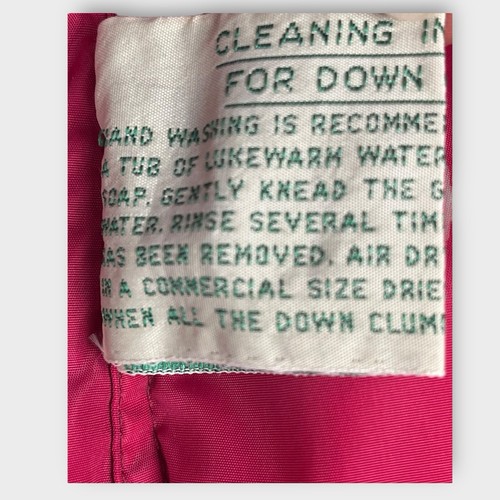 CLEANING IN
FOR DOWN
HAND WASHING IS RECOMME
A TUB OF LUKEWARM WATER
SOAP. GENTLY KNEAD THE G
WATER. RINSE SEVERAL TIM
HAS BEEN REMOVED. AIR DR
IN A COMMERCIAL SIZE DRIE
WHEN ALL THE DOWN CLUM